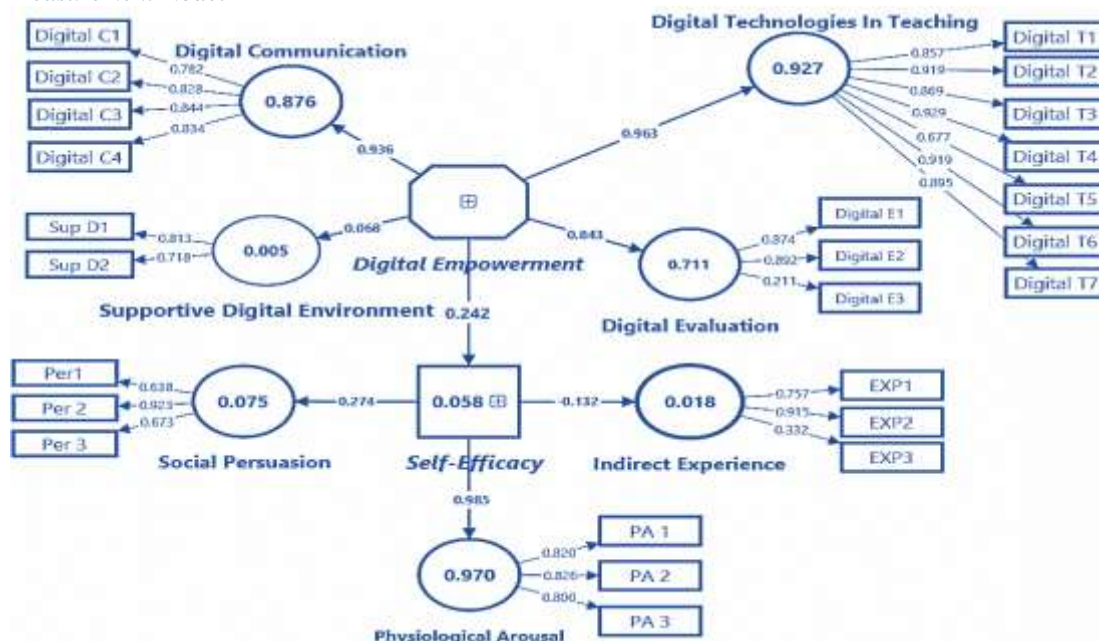 Digital Technologies In Teaching
Digital Communication
Digital C1
Digital C2
Digital C3
Digital C4
0.782
0.828
0.844
0.834
0.876
0.936
0.927
0.963
0.857
0.919
0.869
0.929
0.677
0.919
0.895
Digital T1
Digital T2
Digital T3
Digital T4
Digital T5
Digital T6
Digital T7
Sup D1
Sup D2
0.813
0.718
0.005
0.068
Digital Empowerment
Supportive Digital Environment
0.242
0.843
0.711
0.874
0.892
0.211
Digital E1
Digital E2
Digital E3
Digital Evaluation
Per1
Per 2
Per 3
0.638
0.923
0.673
0.075
0.274
Social Persuasion
0.058
Self-Efficacy
0.132
0.018
0.757
0.915
0.332
EXP1
EXP2
EXP3
Indirect Experience
0.985
0.970
0.820
0.826
0.800
PA 1
PA 2
PA 3
Physiological Arousal